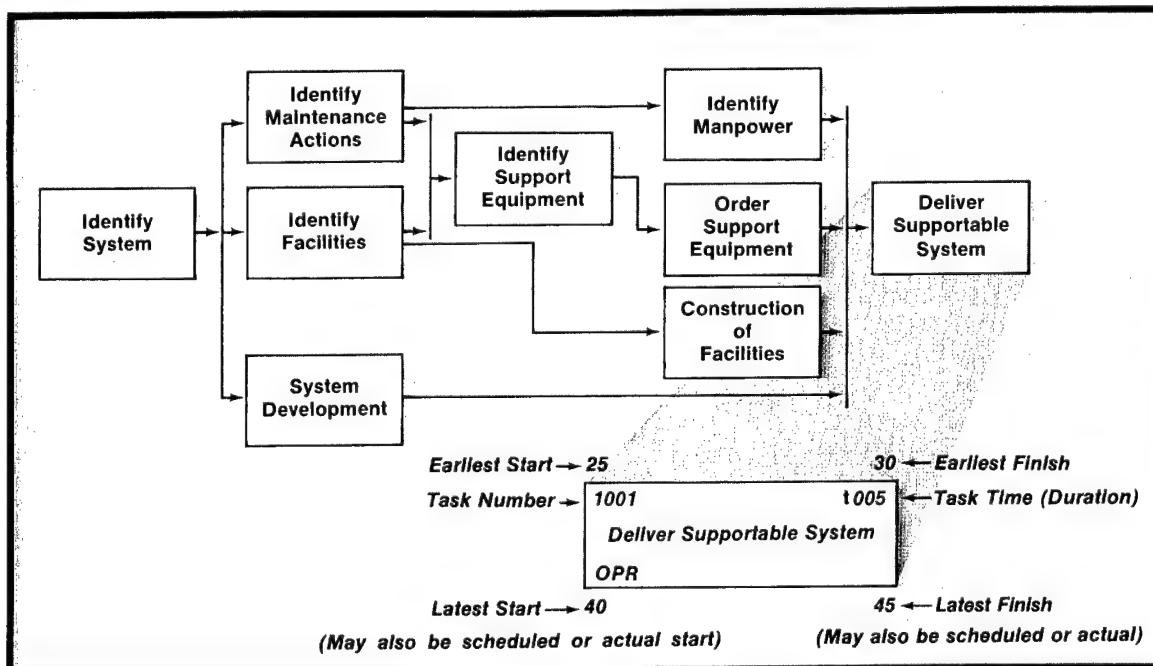 Identify
Maintenance
Actions
Identify
Manpower
Identify
Support
Equipment
Identify
System
Identify
Facilities
Order
Support
Equipment
Deliver
Supportable
System
Construction
of
Facilities
System
Development
Earliest Start → 25
30 ← Earliest Finish
Task Number → 1001
t005 ← Task Time (Duration)
Deliver Supportable System
OPR
Latest Start → 40
45 ← Latest Finish
(May also be scheduled or actual start)
(May also be scheduled or actual)